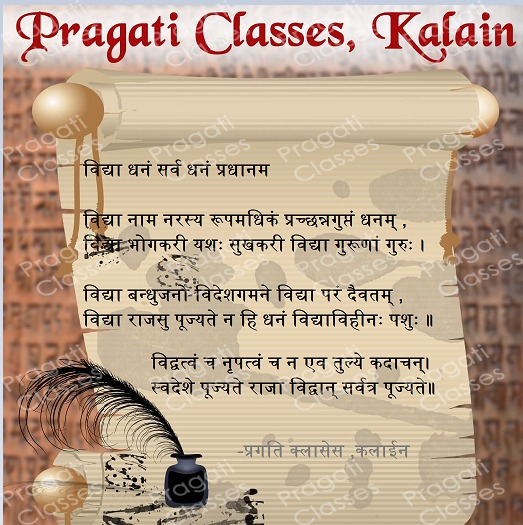 Pragati Classes, Kalain
विद्या धनं सर्व धनं प्रधानम
विद्या नाम नरस्य रूपमधिकं प्रच्छन्नगुप्तं धनम् ,
विद्या भोगकरी यशः सुखकरी विद्या गुरूणां गुरुः ।
विद्या बन्धुजनो विदेशगमने विद्या परं दैवतम् ,
विद्या राजसु पूज्यते न हि धनं विद्याविहीनः पशुः ॥
विद्वत्वं च नृपत्वं च न एव तुल्ये कदाचन्।
स्वदेशे पूज्यते राजा विद्वान् सर्वत्र पूज्यते॥
-प्रगति क्लासेस ,कलाईन